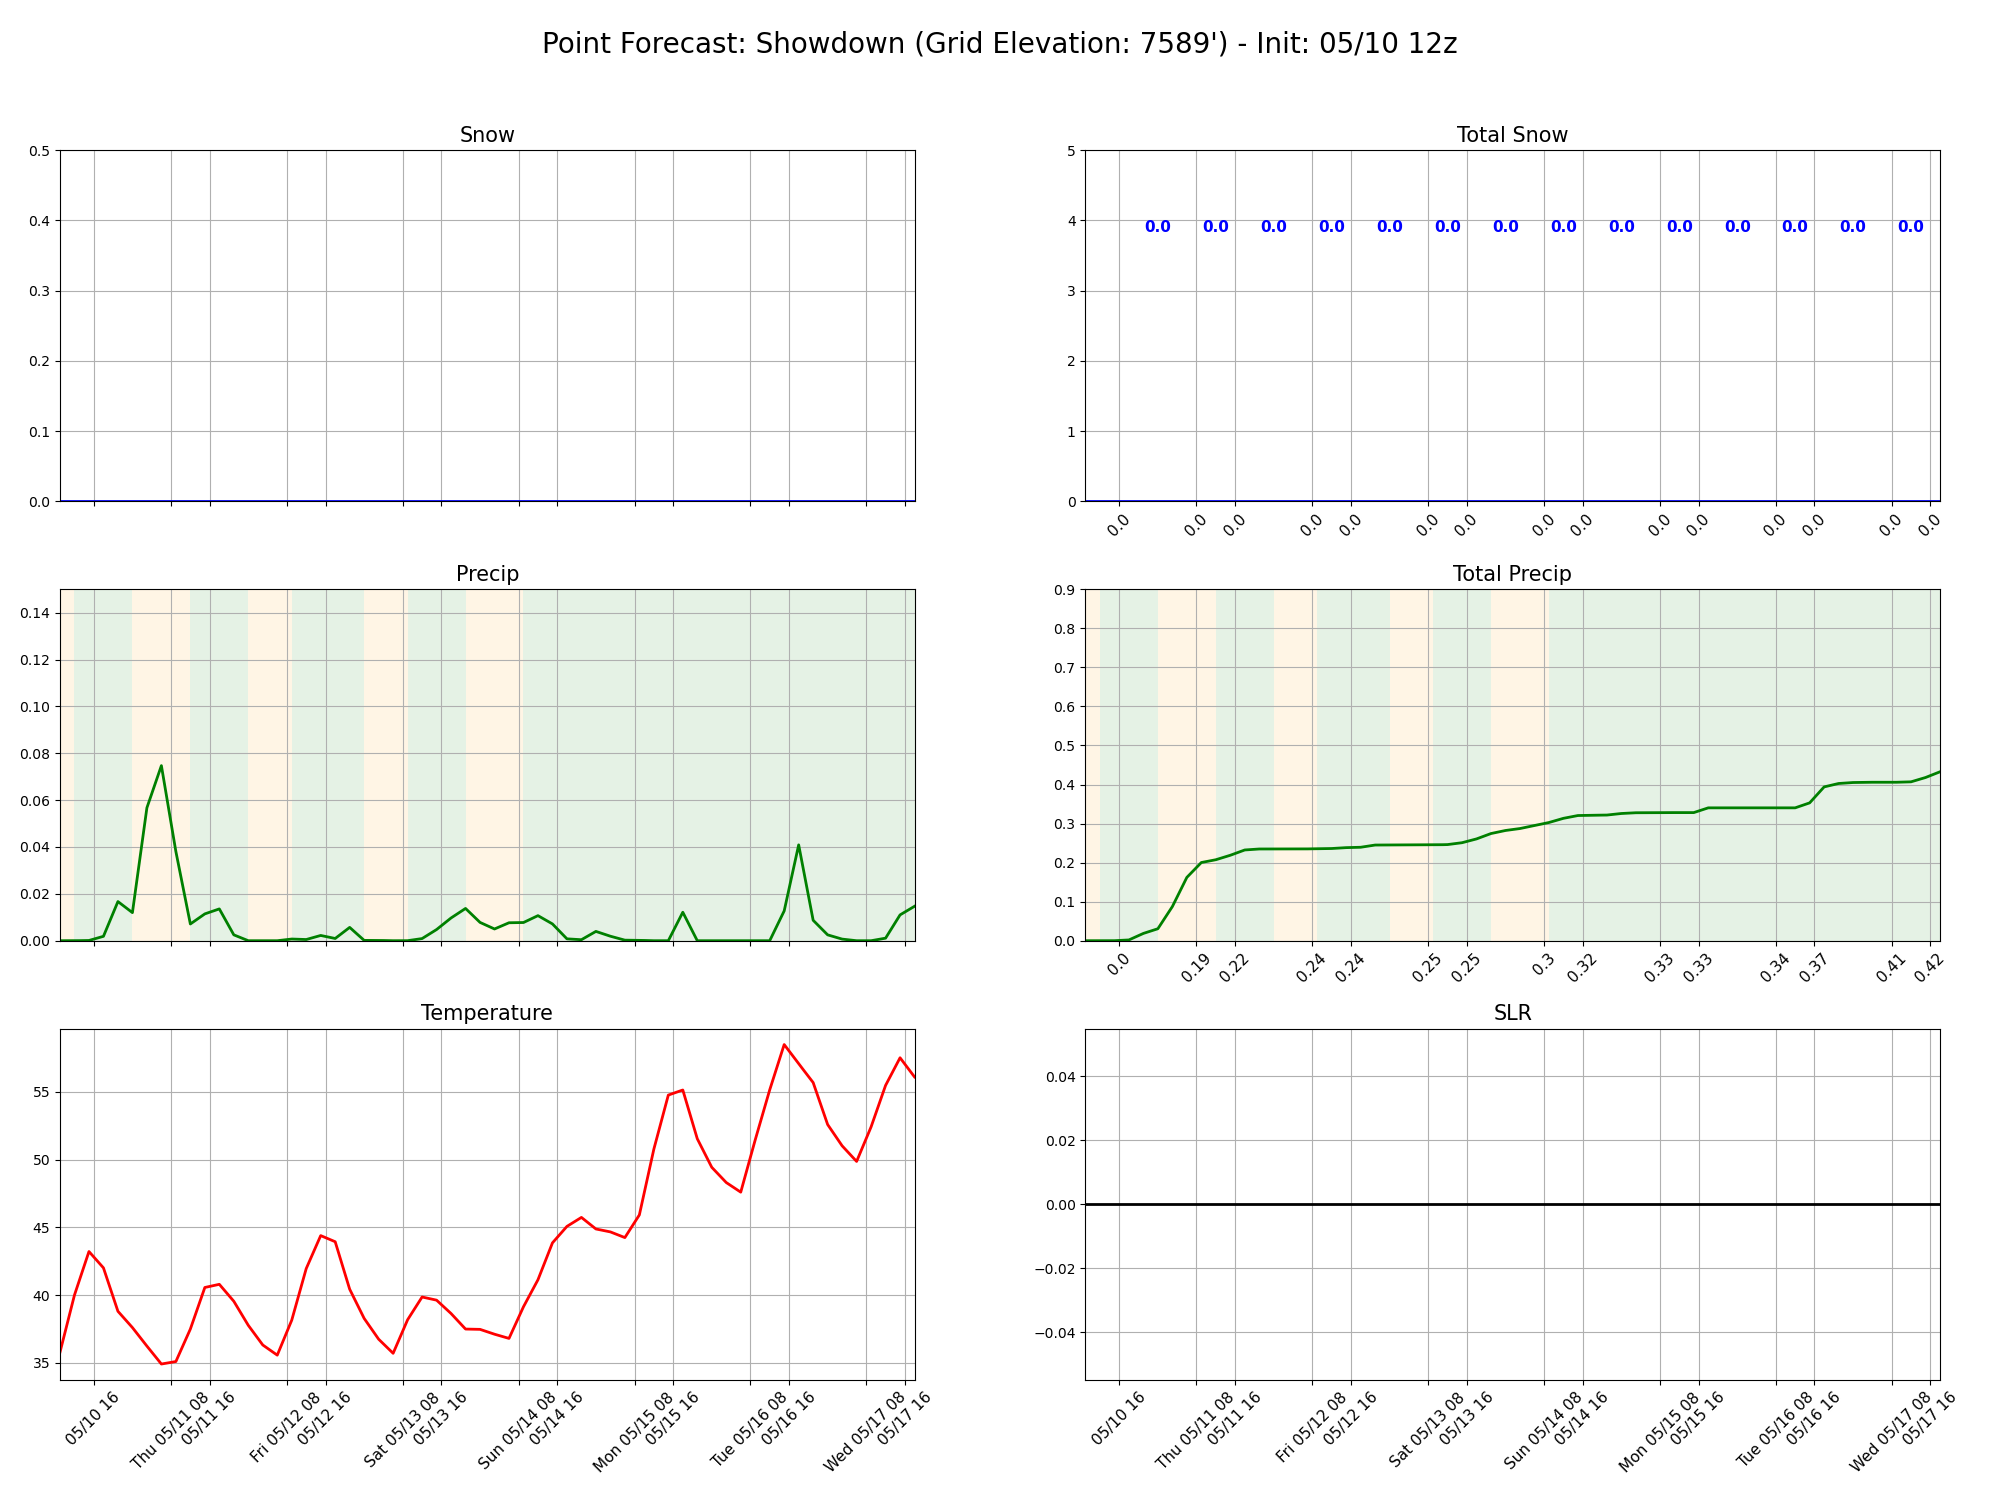 Point Forecast: Showdown (Grid Elevation: 7589') - Init: 05/10 12z
Snow
0.5
0.4
0.3
0.2
0.1
0.0
Total Snow
5
4
3
2
1
0
0.0 0.0 0.0 0.0 0.0 0.0 0.0 0.0 0.0 0.0 0.0 0.0 0.0 0.0
0.0 0.0 0.0 0.0 0.0 0.0 0.0 0.0 0.0 0.0 0.0 0.0 0.0 0.0 0.0
Precip
0.14
0.12
0.10
0.08
0.06
0.04
0.02
0.00
Total Precip
0.9
0.8
0.7
0.6
0.5
0.4
0.3
0.2
0.1
0.0
0.0 0.19 0.22 0.24 0.24 0.25 0.25 0.3 0.32 0.33 0.33 0.34 0.37 0.41 0.42
Temperature
55
50
45
40
35
05/10 16
Thu 05/11 08
05/11 16
Fri 05/12 08
05/12 16
Sat 05/13 08
05/13 16
Sun 05/14 08
05/14 16
Mon 05/15 08
05/15 16
Tue 05/16 08
05/16 16
Wed 05/17 08
05/17 16
SLR
0.04
0.02
0.00
−0.02
−0.04
05/10 16
Thu 05/11 08
05/11 16
Fri 05/12 08
05/12 16
Sat 05/13 08
05/13 16
Sun 05/14 08
05/14 16
Mon 05/15 08
05/15 16
Tue 05/16 08
05/16 16
Wed 05/17 08
05/17 16